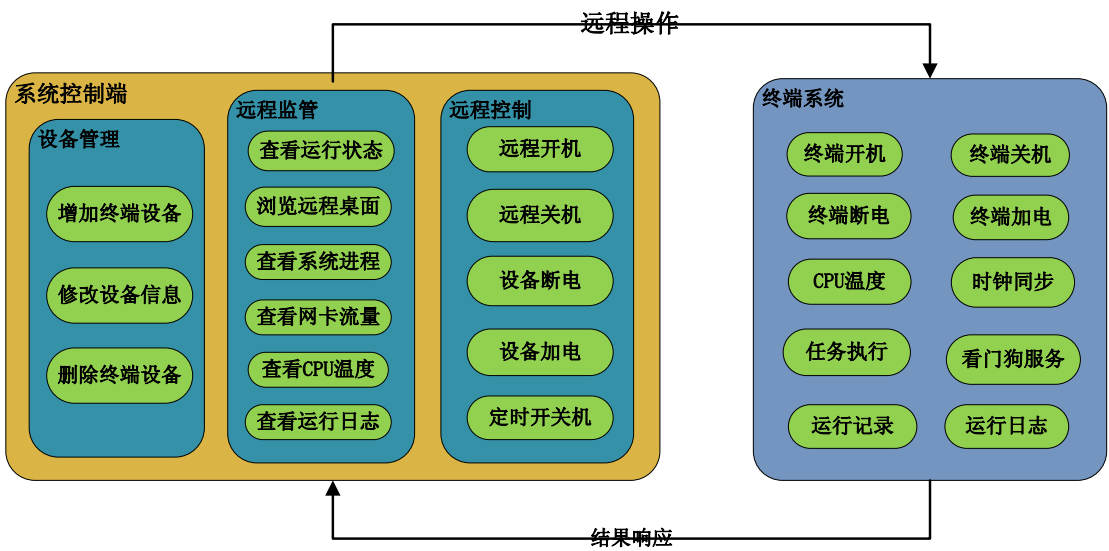 远程操作
系统控制端
设备管理
增加终端设备
修改设备信息
删除终端设备
远程监管
查看运行状态
浏览远程桌面
查看系统进程
查看网卡流量
查看CPU温度
查看运行日志
远程控制
远程开机
远程关机
设备断电
设备加电
定时开关机
终端系统
终端开机
终端关机
终端断电
终端加电
CPU温度
时钟同步
任务执行
看门狗服务
运行记录
运行日志
结果响应